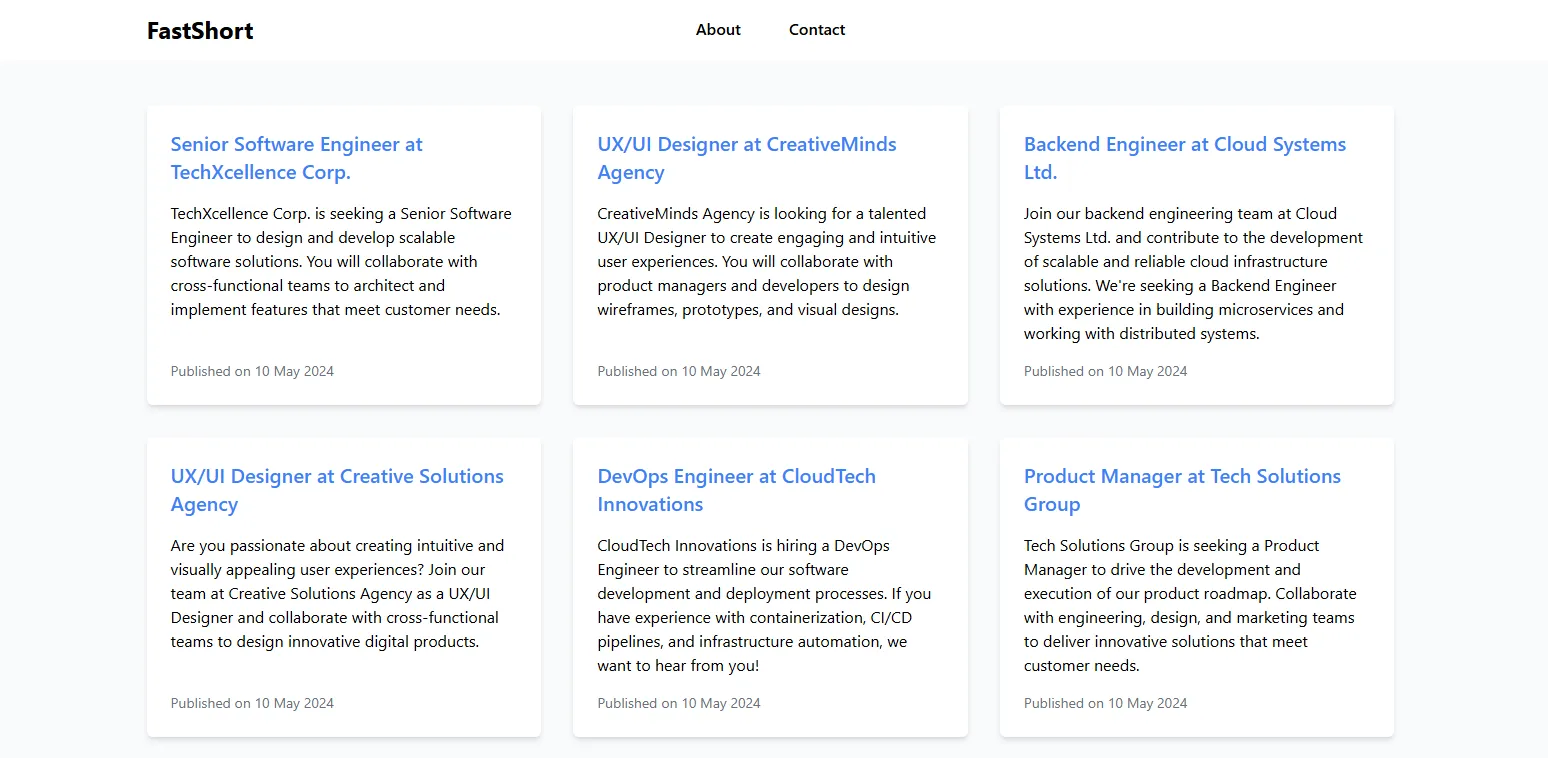 FastShort
About
Contact
Senior Software Engineer at
TechXcellence Corp.
TechXcellence Corp. is seeking a Senior Software
Engineer to design and develop scalable
software solutions. You will collaborate with
cross-functional teams to architect and
implement features that meet customer needs.
Published on 10 May 2024
UX/UI Designer at CreativeMinds
Agency
CreativeMinds Agency is looking for a talented
UX/UI Designer to create engaging and intuitive
user experiences. You will collaborate with
product managers and developers to design
wireframes, prototypes, and visual designs.
Published on 10 May 2024
Backend Engineer at Cloud Systems
Ltd.
Join our backend engineering team at Cloud
Systems Ltd. and contribute to the development
of scalable and reliable cloud infrastructure
solutions. We're seeking a Backend Engineer
with experience in building microservices and
working with distributed systems.
Published on 10 May 2024
UX/UI Designer at Creative Solutions
Agency
Are you passionate about creating intuitive and
visually appealing user experiences? Join our
team at Creative Solutions Agency as a UX/UI
Designer and collaborate with cross-functional
teams to design innovative digital products.
Published on 10 May 2024
DevOps Engineer at CloudTech
Innovations
CloudTech Innovations is hiring a DevOps
Engineer to streamline our software
development and deployment processes. If you
have experience with containerization, CI/CD
pipelines, and infrastructure automation, we
want to hear from you!
Published on 10 May 2024
Product Manager at Tech Solutions
Group
Tech Solutions Group is seeking a Product
Manager to drive the development and
execution of our product roadmap. Collaborate
with engineering, design, and marketing teams
to deliver innovative solutions that meet
customer needs.
Published on 10 May 2024